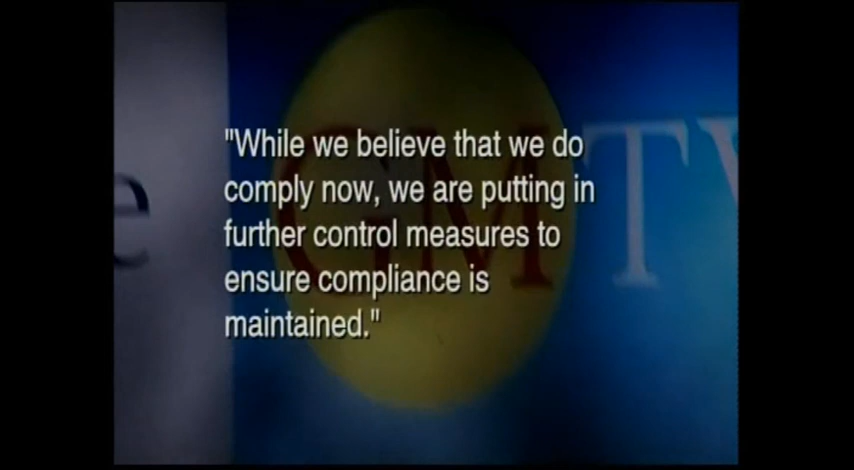 "While we believe that we do
comply now, we are putting in
further control measures to
ensure compliance is
maintained."
e
GMTV